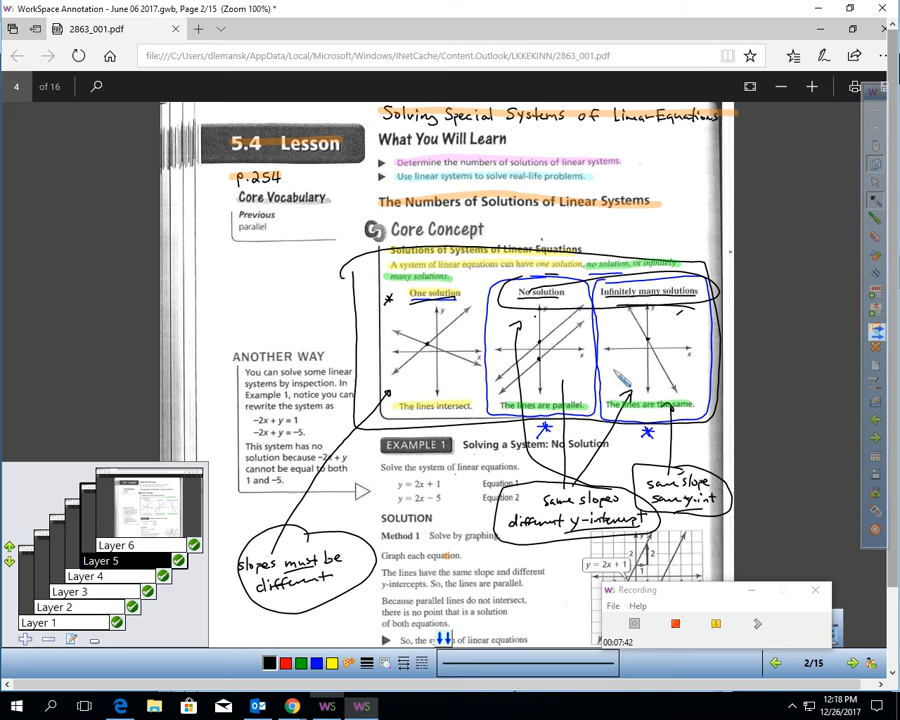 WorkSpace Annotation - June 06 2017.gwb, Page 2/15 (Zoom 100%) *
2863_001.pdf
file:///C:/Users/dlemansk/AppData/Local/Microsoft/Windows/INetCache/Content.Outlook/LKKEKINN/2863_001.pdf
4 of 16
Solving Special Systems of Linear Equations
5.4 Lesson
What You Will Learn
Determine the numbers of solutions of linear systems.
Use linear systems to solve real-life problems.
p.254
Core Vocabulary
Previous
parallel
The Numbers of Solutions of Linear Systems
Core Concept
Solutions of Systems of Linear Equations
A system of linear equations can have one solution, no solution, or infinitely
many solutions.
* One solution
No solution
Infinitely many solutions
y
x
y
x
y
x
The lines intersect.
The lines are parallel.
The lines are the same.
*
*
ANOTHER WAY
You can solve some linear
systems by inspection. In
Example 1, notice you can
rewrite the system as
−2x + y = 1
−2x + y = −5.
This system has no
solution because −2x + y
cannot be equal to both
1 and −5.
EXAMPLE 1 Solving a System: No Solution
Solve the system of linear equations.
y = 2x + 1 Equation 1
y = 2x − 5 Equation 2
same slopes
different y-intercept
same slope
same y-int
slopes must be
different
SOLUTION
Method 1 Solve by graphing.
Graph each equation.
The lines have the same slope and different
y-intercepts. So, the lines are parallel.
Because parallel lines do not intersect,
there is no point that is a solution
of both equations.
So, the of linear equations
y = 2x + 1
2
2
1
Layer 6
Layer 5
Layer 4
Layer 3
Layer 2
Layer 1
WS Recording
File Help
00:07:42
2/15
12:18 PM
12/26/2017